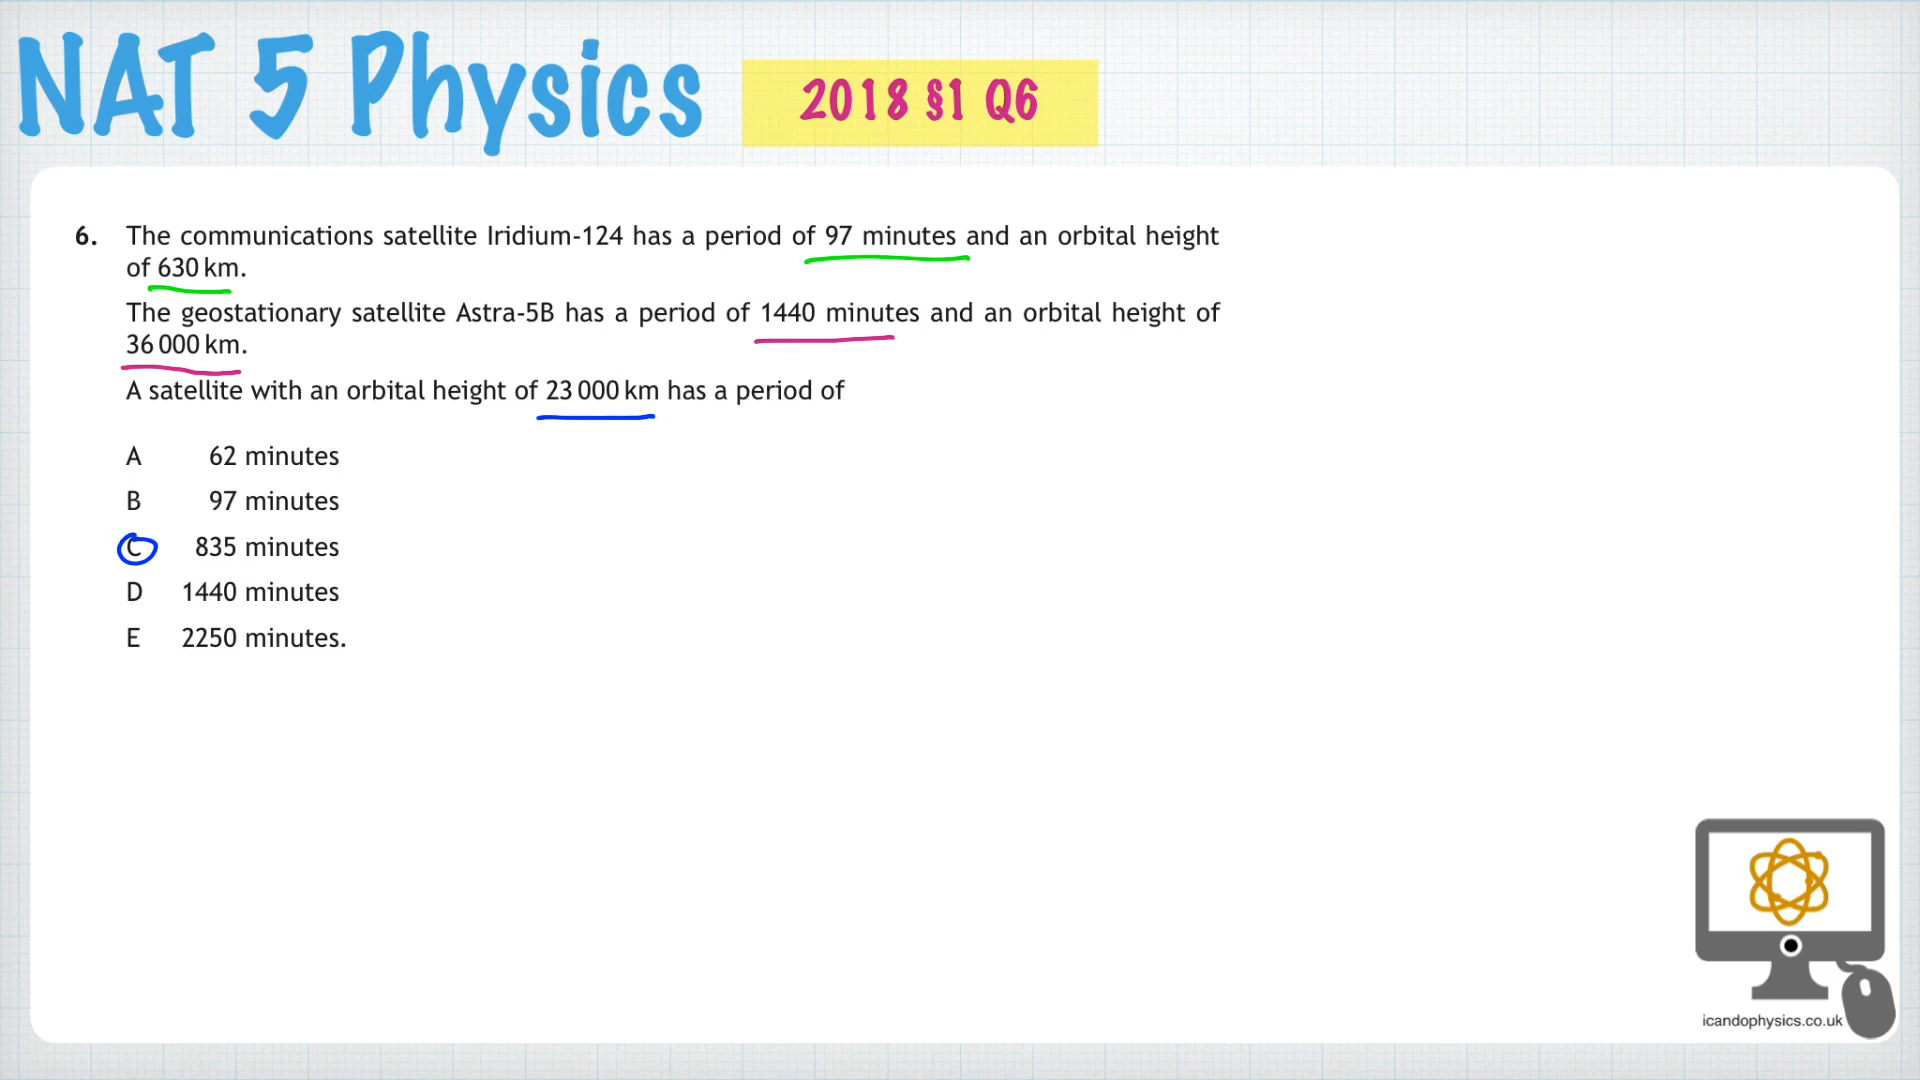 NAT 5 Physics
2018 §1 Q6
6. The communications satellite Iridium-124 has a period of 97 minutes and an orbital height
of 630 km.
The geostationary satellite Astra-5B has a period of 1440 minutes and an orbital height of
36 000 km.
A satellite with an orbital height of 23 000 km has a period of
A 62 minutes
B 97 minutes
C 835 minutes
D 1440 minutes
E 2250 minutes.
icandophysics.co.uk